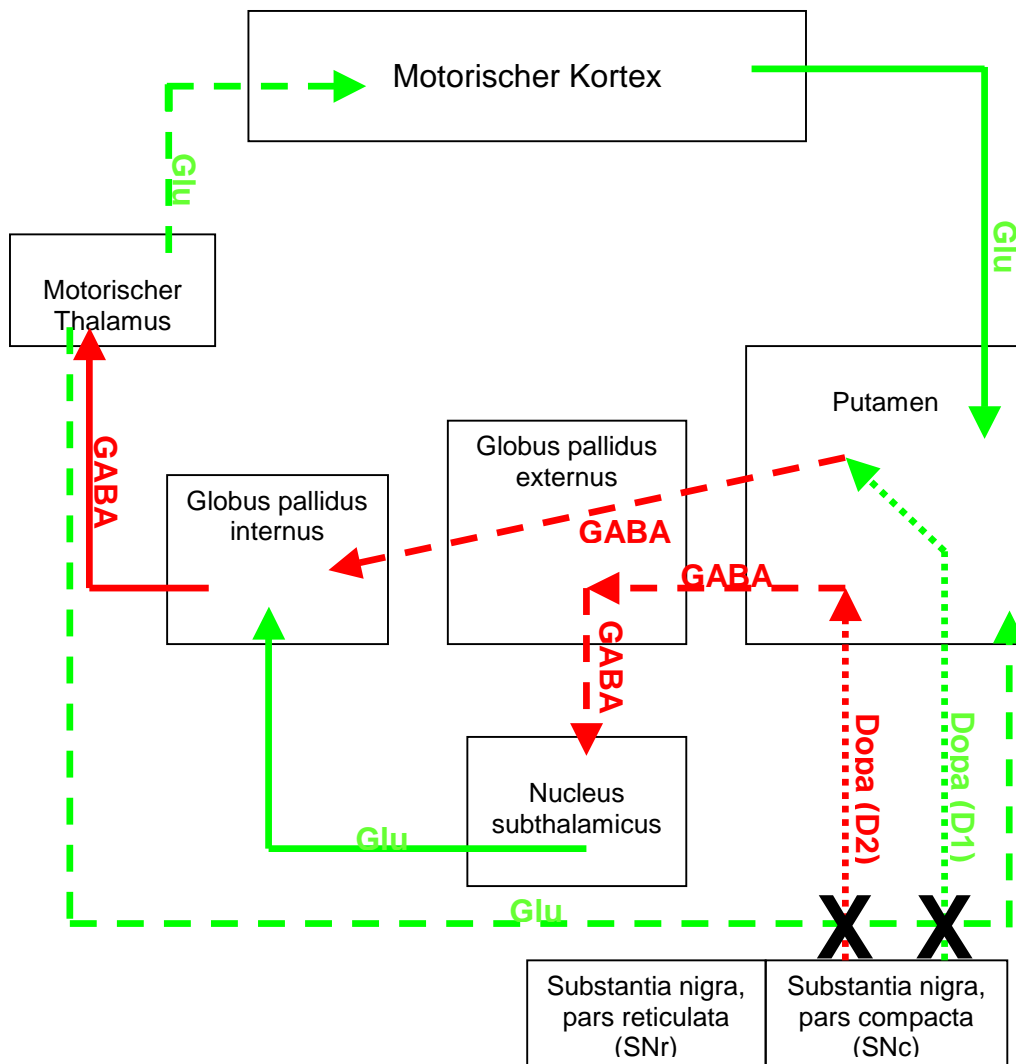 Motorischer Kortex
Glu
Glu
Motorischer
Thalamus
Putamen
Globus pallidus
externus
GABA
Globus pallidus
internus
GABA
GABA
GABA
Dopa (D2)
Dopa (D1)
Nucleus
subthalamicus
Glu
Glu
X
X
Substantia nigra,
pars reticulata
(SNr)
Substantia nigra,
pars compacta
(SNc)